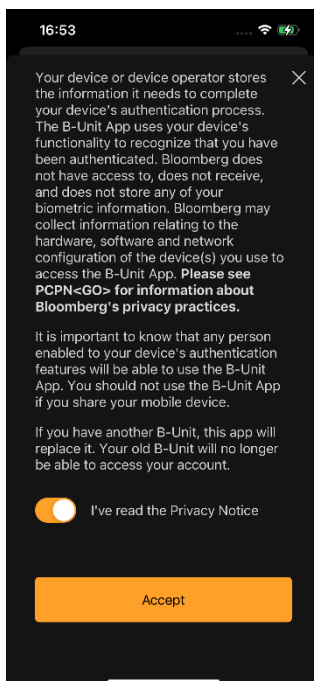 16:53
Your device or device operator stores
the information it needs to complete
your device's authentication process.
The B-Unit App uses your device's
functionality to recognize that you have
been authenticated. Bloomberg does
not have access to, does not receive,
and does not store any of your
biometric information. Bloomberg may
collect information relating to the
hardware, software and network
configuration of the device(s) you use to
access the B-Unit App. Please see
PCPN<GO> for information about
Bloomberg's privacy practices.
It is important to know that any person
enabled to your device's authentication
features will be able to use the B-Unit
App. You should not use the B-Unit App
if you share your mobile device.
If you have another B-Unit, this app will
replace it. Your old B-Unit will no longer
be able to access your account.
I've read the Privacy Notice
Accept